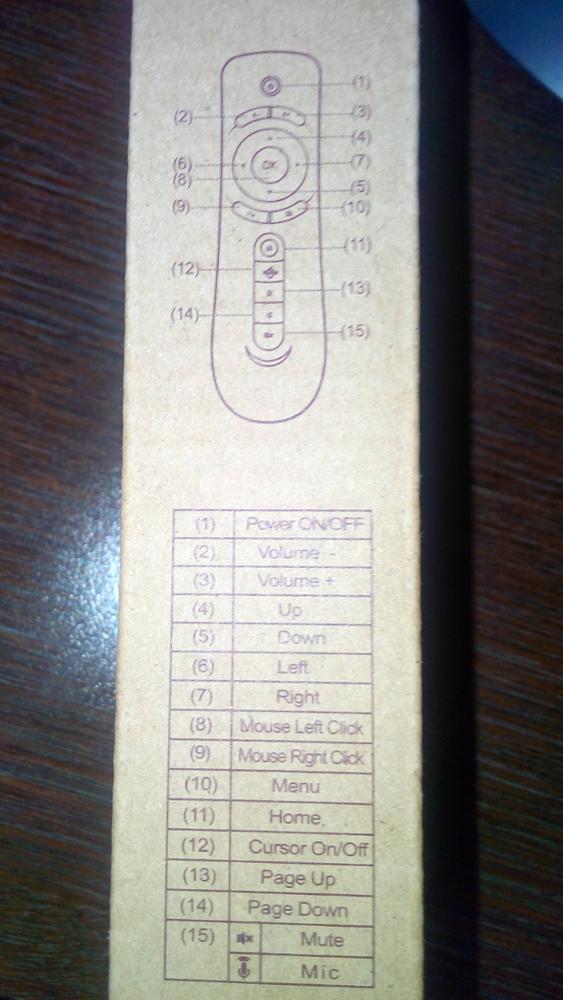 (1)
(2)
(3)
(4)
(6)
OK
(7)
(8)
(5)
(9)
(10)
(11)
(12)
(13)
(14)
(15)
(1) Power ON/OFF
(2) Volume -
(3) Volume +
(4) Up
(5) Down
(6) Left
(7) Right
(8) Mouse Left Click
(9) Mouse Right Click
(10) Menu
(11) Home
(12) Cursor On/Off
(13) Page Up
(14) Page Down
(15) Mute
Mic